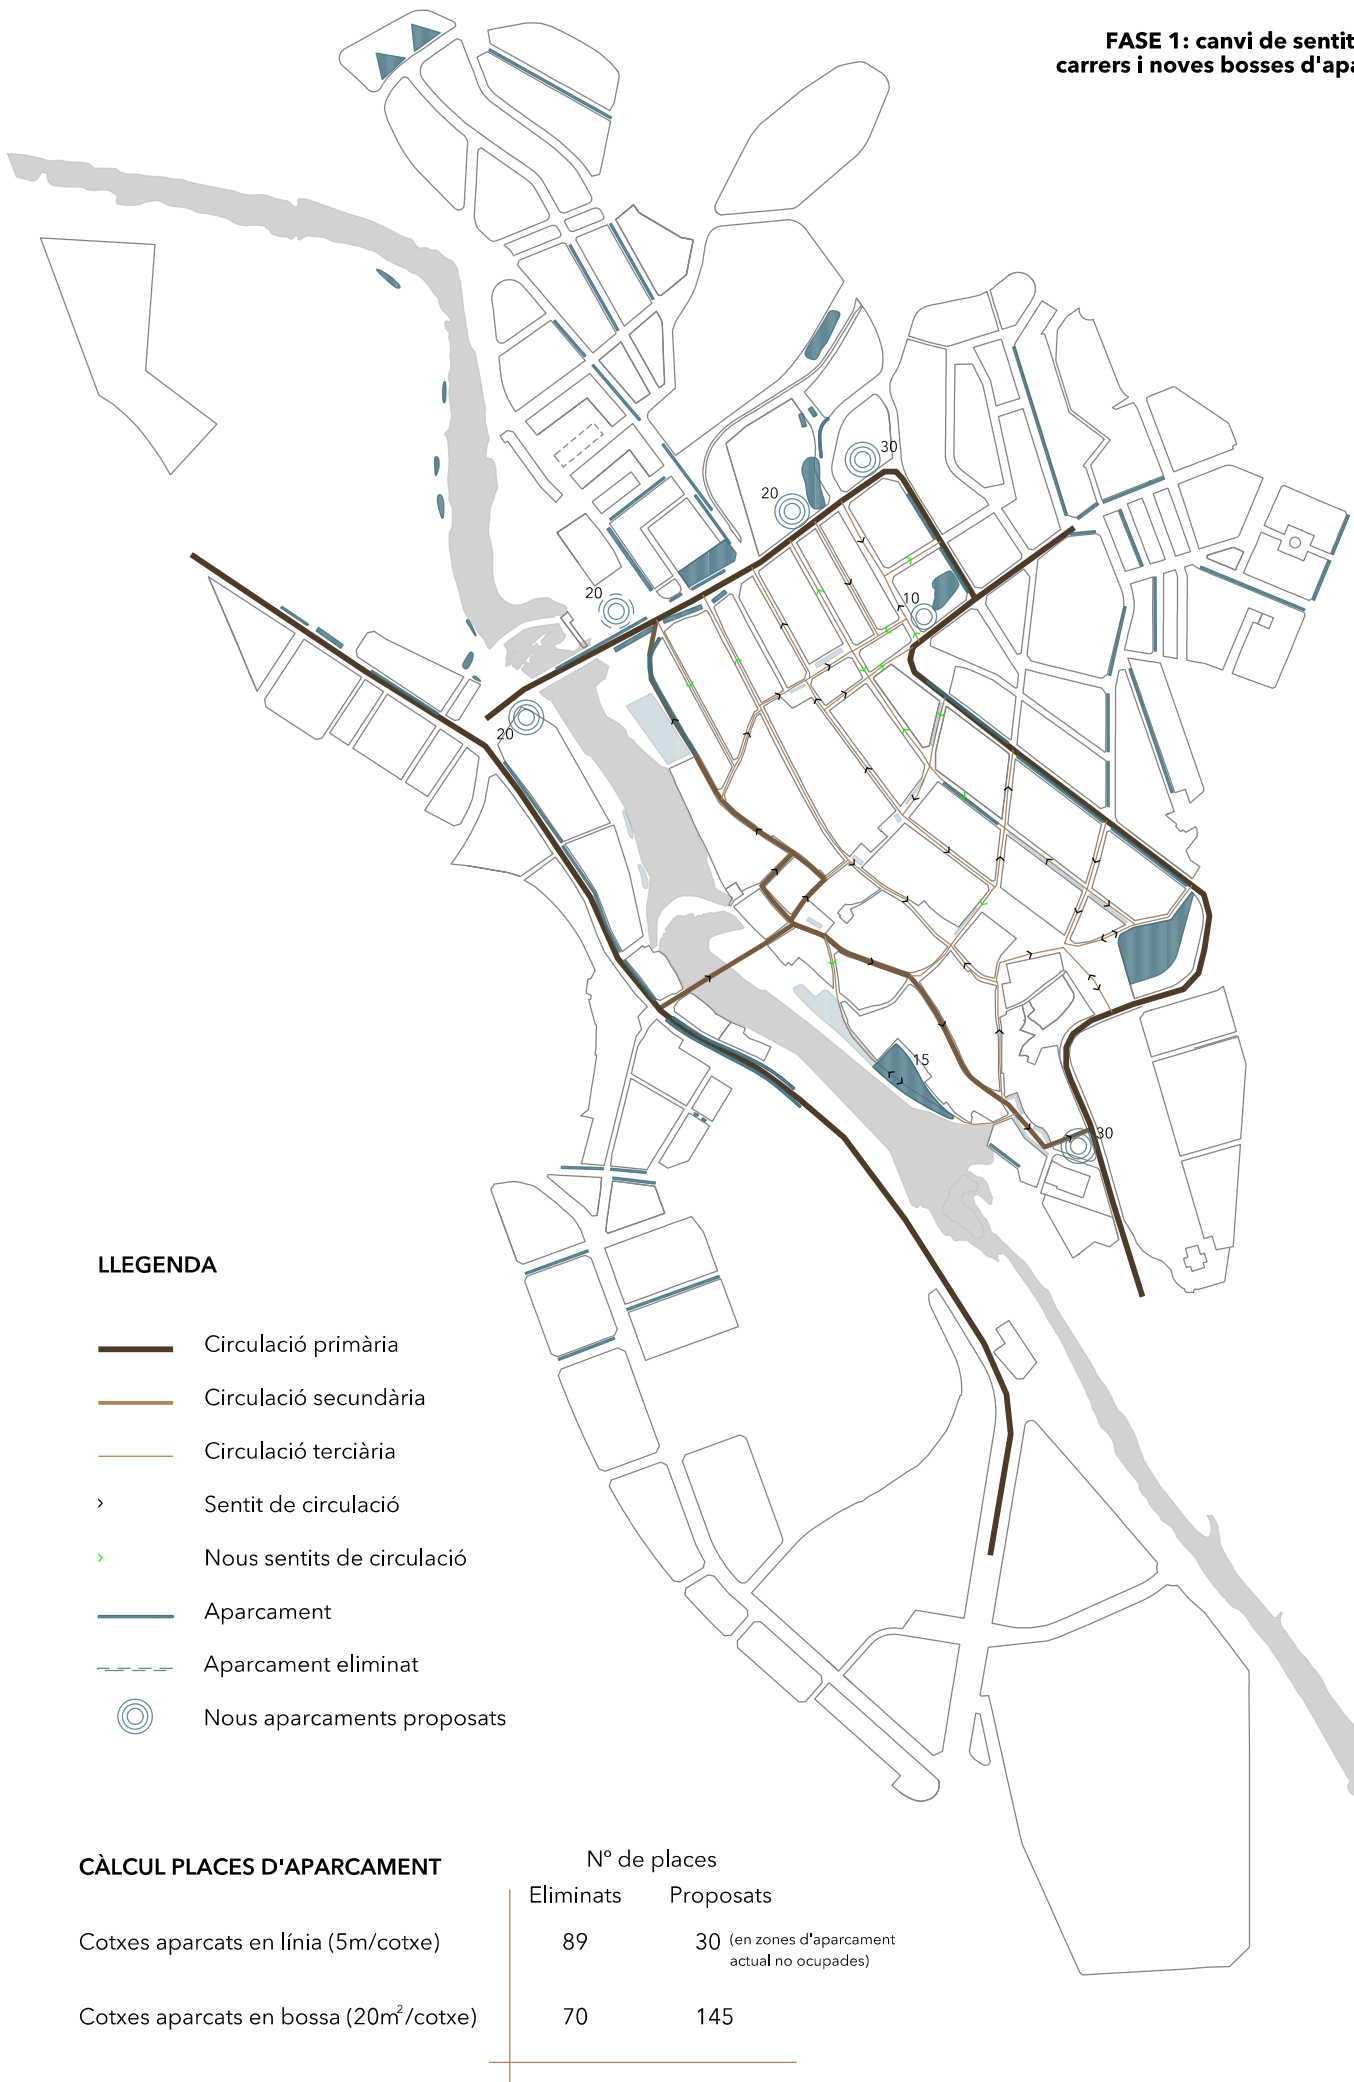 FASE 1: canvi de sentit
carrers i noves bosses d'apa
30
20
20
10
20
15
30
LLEGENDA
Circulació primària
Circulació secundària
Circulació terciària
Sentit de circulació
Nous sentits de circulació
Aparcament
Aparcament eliminat
Nous aparcaments proposats
CÀLCUL PLACES D'APARCAMENT
Nº de places
Eliminats Proposats
Cotxes aparcats en línia (5m/cotxe) 89 30 (en zones d'aparcament
actual no ocupades)
Cotxes aparcats en bossa (20m²/cotxe) 70 145